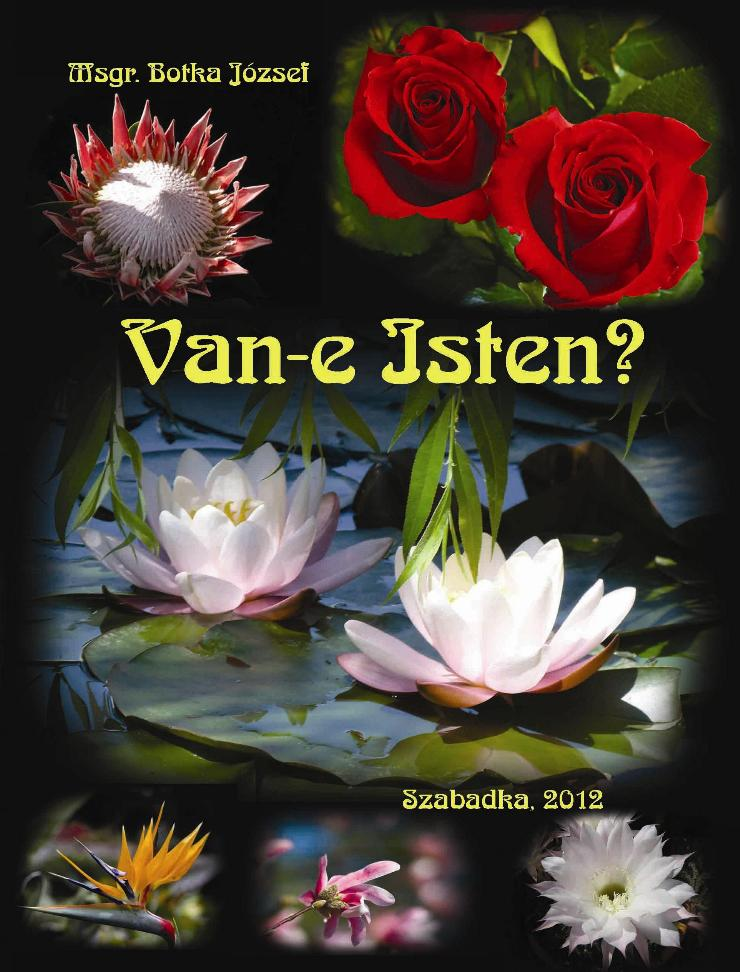 Msgr. Botka József
Van-e Isten?
Szabadka, 2012